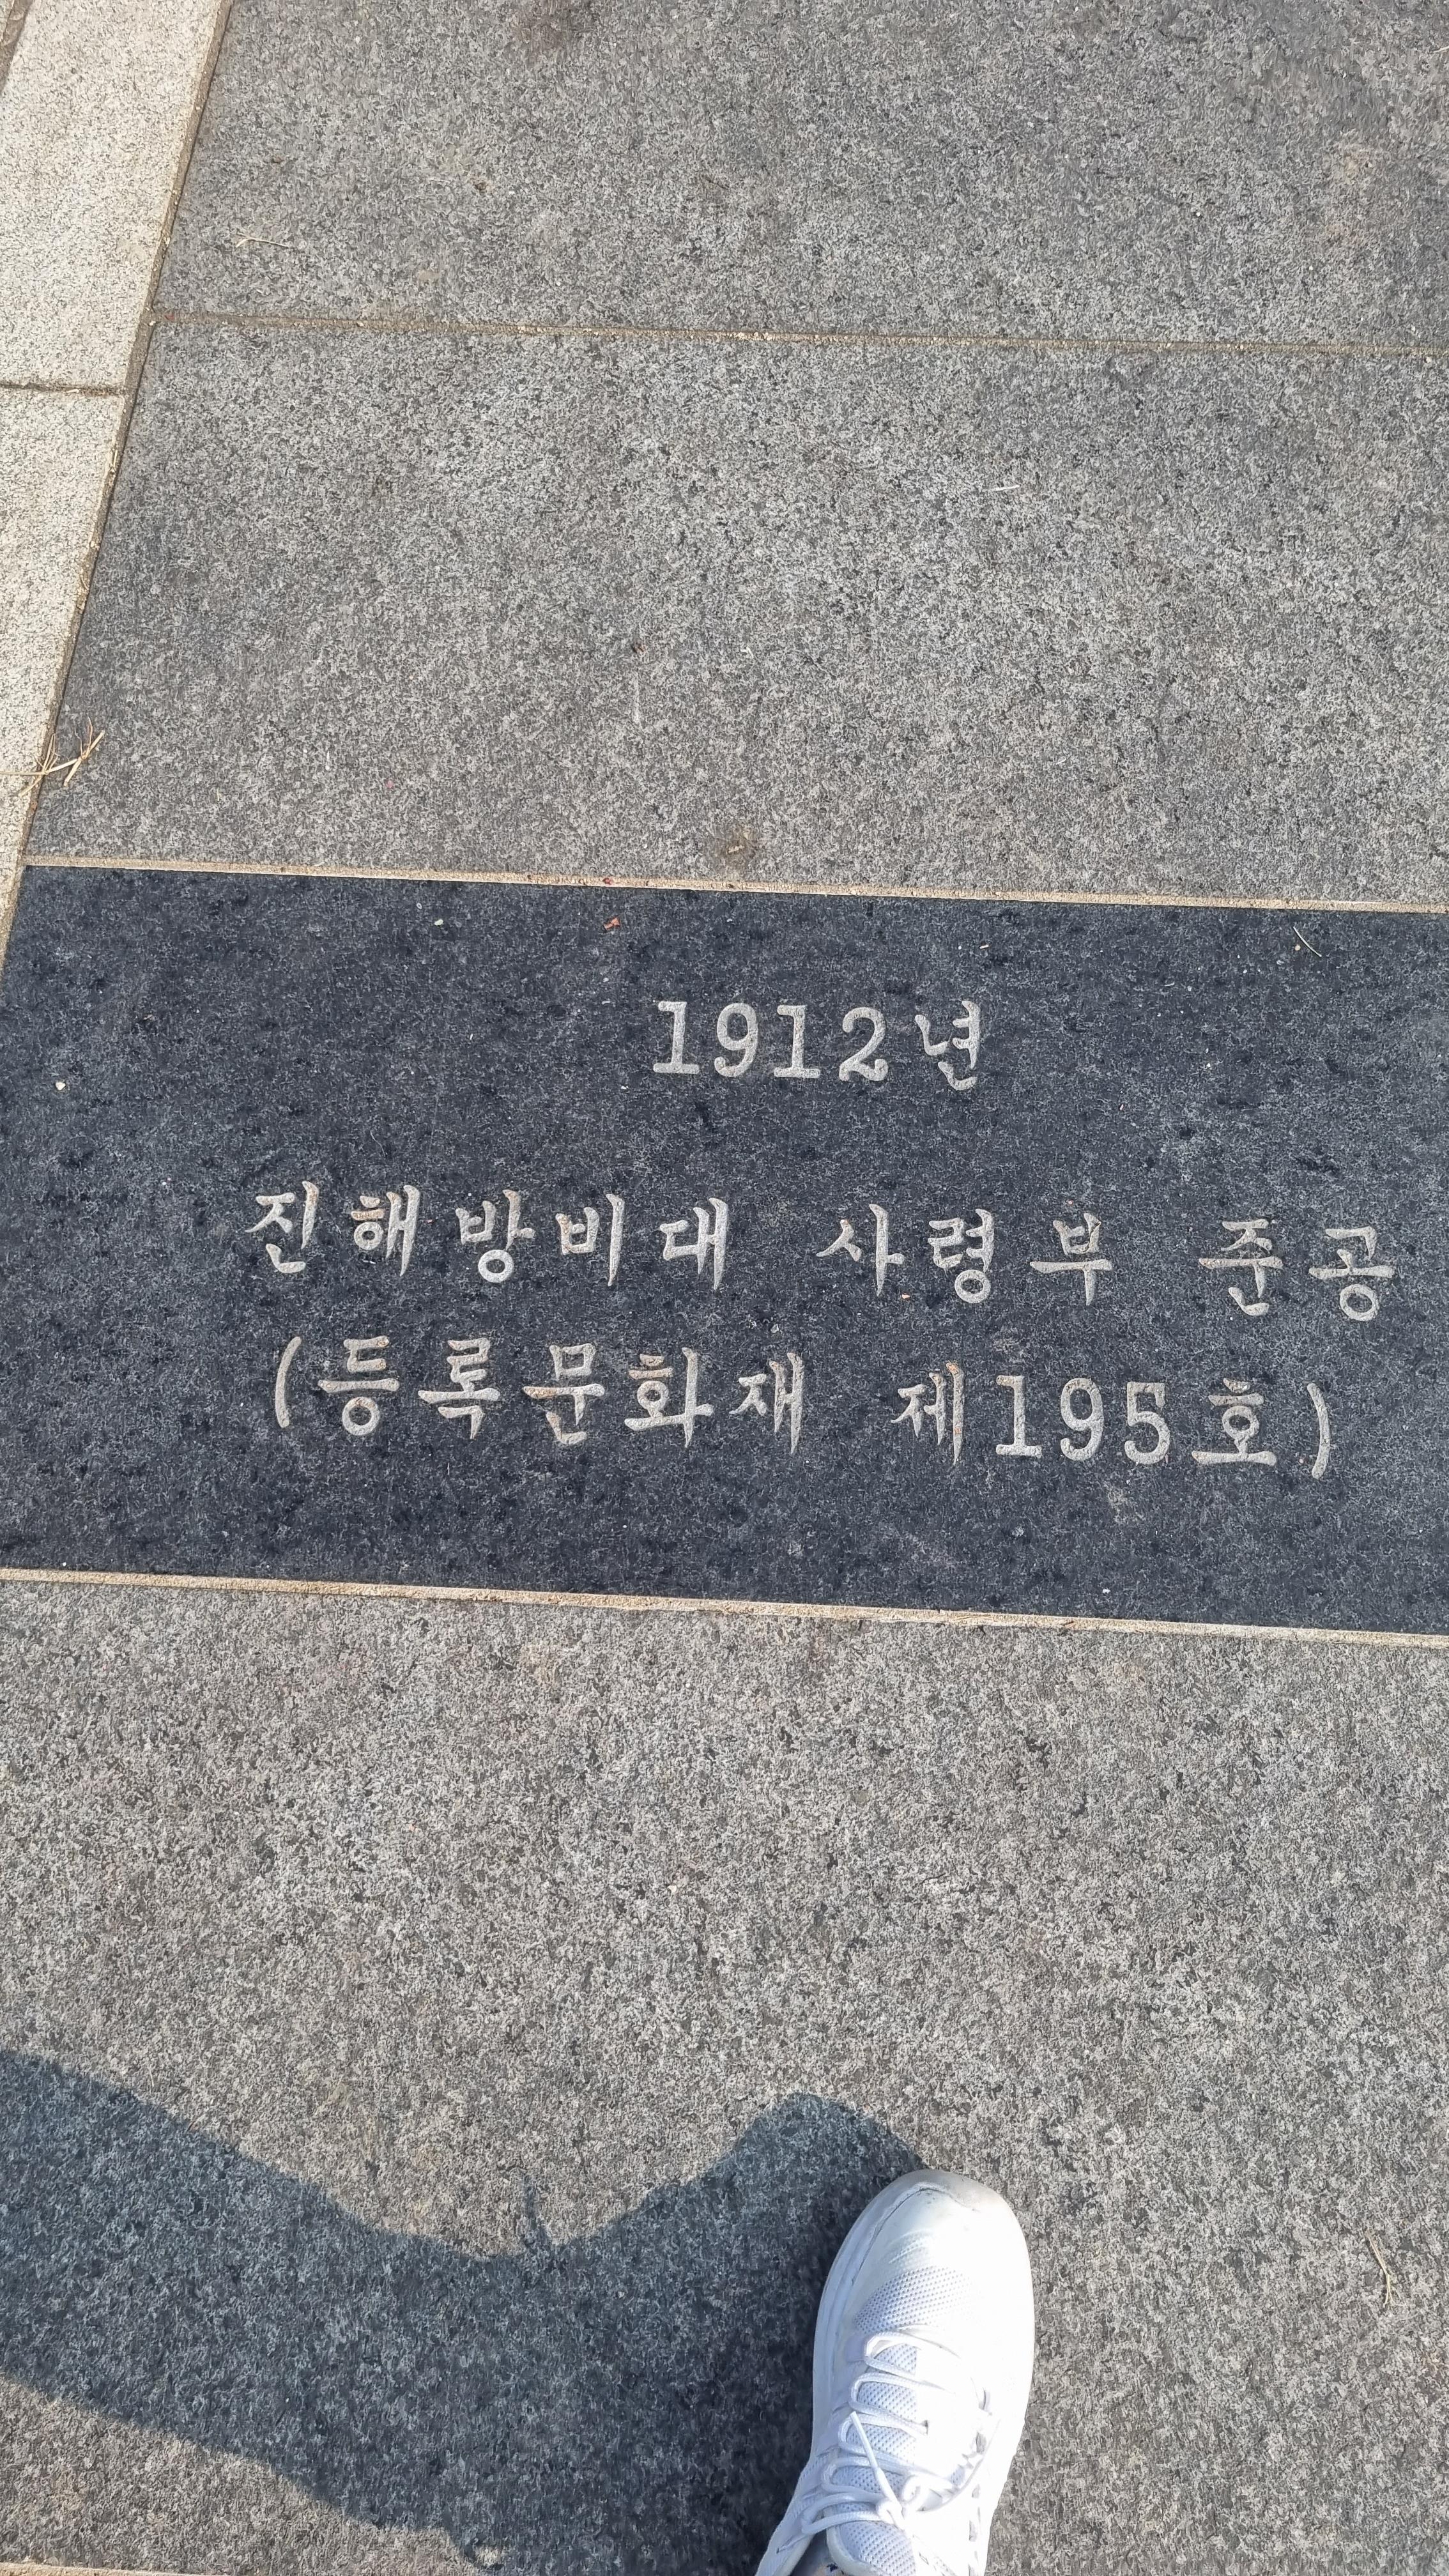 1912년
진해방비대 사령부 준공
(등록문화재 제195호)